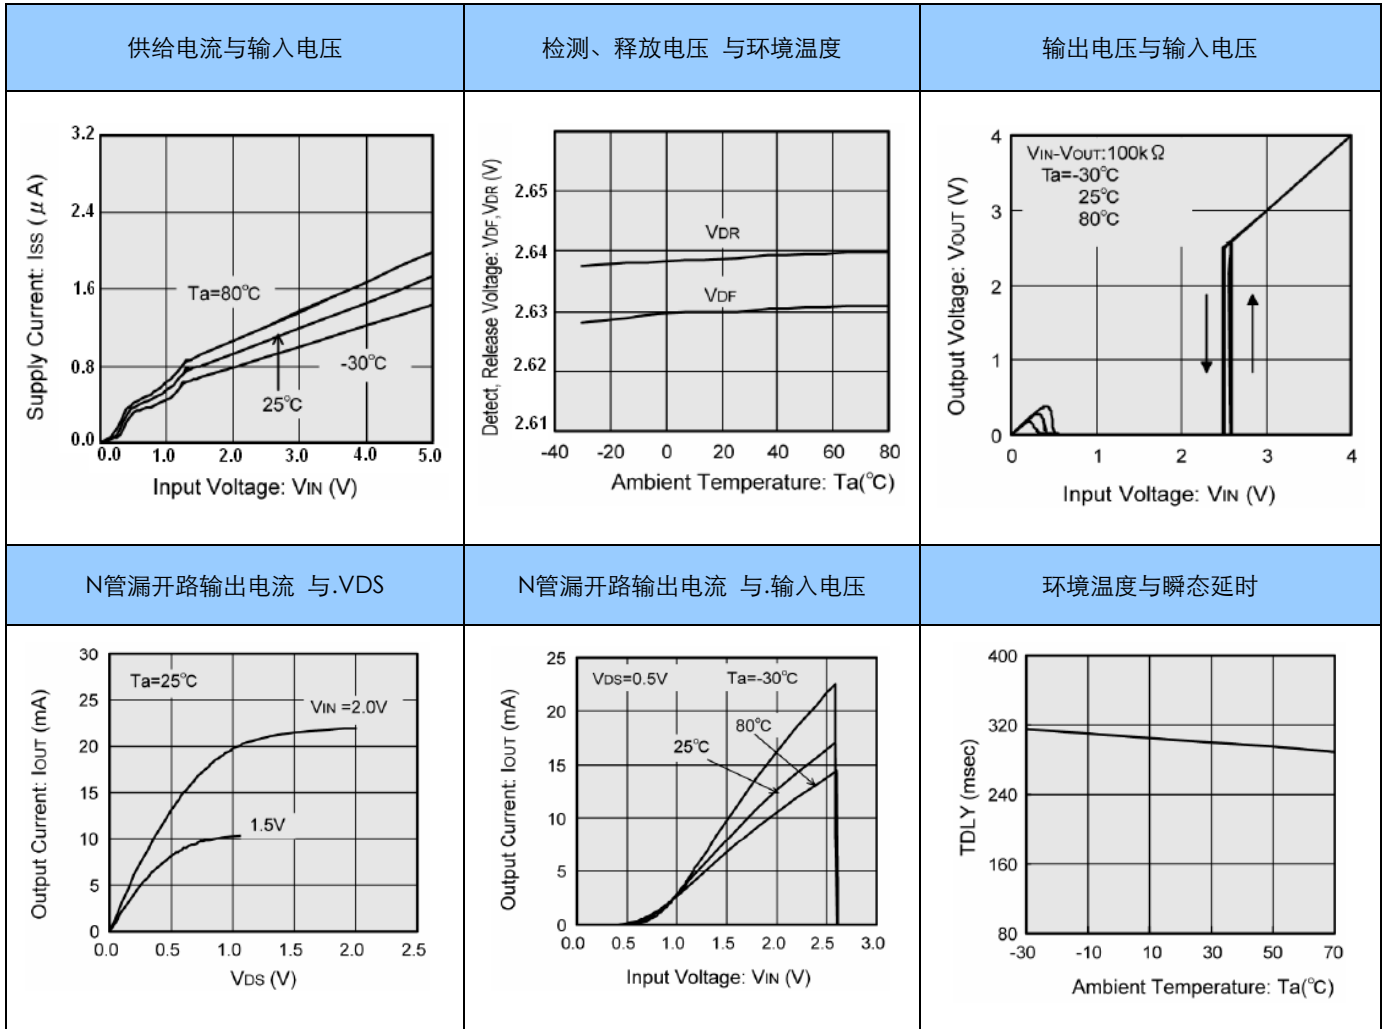 供给电流与输入电压
检测、释放电压 与环境温度
输出电压与输入电压
Supply Current: ISS ( μ A)
3.2
2.4
1.6
0.8
0.0
Ta=80℃
-30℃
25℃
0.0 1.0 2.0 3.0 4.0 5.0
Input Voltage: VIN (V)
Detect, Release Voltage: VDF,VDR (V)
2.65
2.64
2.63
2.62
2.61
VDR
VDF
-40 -20 0 20 40 60 80
Ambient Temperature: Ta(℃)
Output Voltage: VOUT (V)
4
3
2
1
0
VIN-VOUT:100k Ω
Ta=-30℃
25℃
80℃
0 1 2 3 4
Input Voltage: VIN (V)
N管漏开路输出电流 与.VDS
N管漏开路输出电流 与.输入电压
环境温度与瞬态延时
Output Current: IOUT (mA)
30
25
20
15
10
5
0
Ta=25℃
VIN =2.0V
1.5V
0.0 0.5 1.0 1.5 2.0 2.5
VDS (V)
Output Current: IOUT (mA)
25
20
15
10
5
0
VDS=0.5V Ta=-30℃
80℃
25℃
0.0 0.5 1.0 2.0 2.5 3.0
Input Voltage: VIN (V)
TDLY (msec)
400
320
240
160
80
-30 -10 10 30 50 70
Ambient Temperature: Ta(℃)